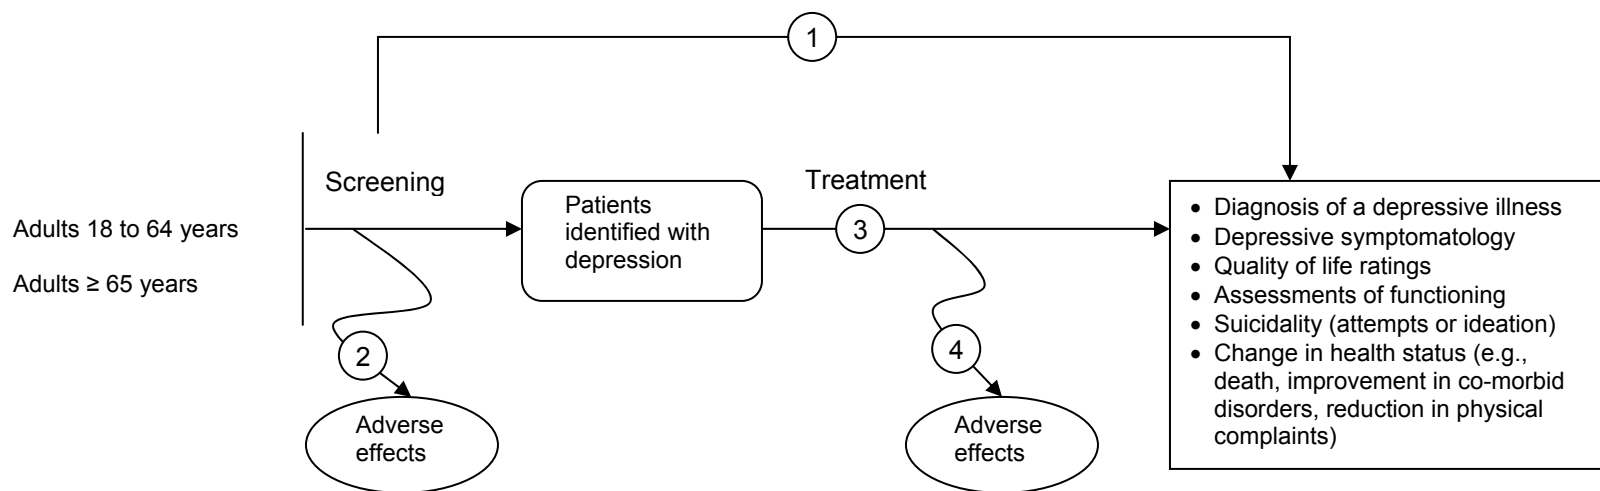 1
Screening
Treatment
Adults 18 to 64 years
Adults ≥ 65 years
Patients
identified with
depression
3
• Diagnosis of a depressive illness
• Depressive symptomatology
• Quality of life ratings
• Assessments of functioning
• Suicidality (attempts or ideation)
• Change in health status (e.g.,
death, improvement in co-morbid
disorders, reduction in physical
complaints)
2
4
Adverse
effects
Adverse
effects